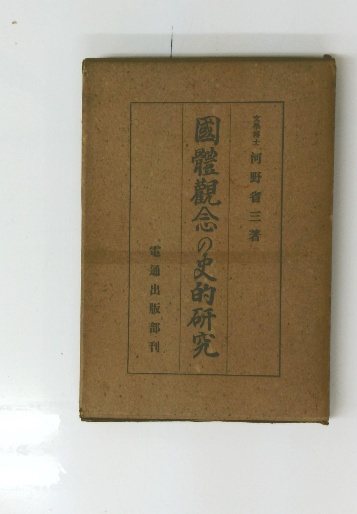 文學博士 河野省三著
國體觀念の史的研究
電通出版部刊